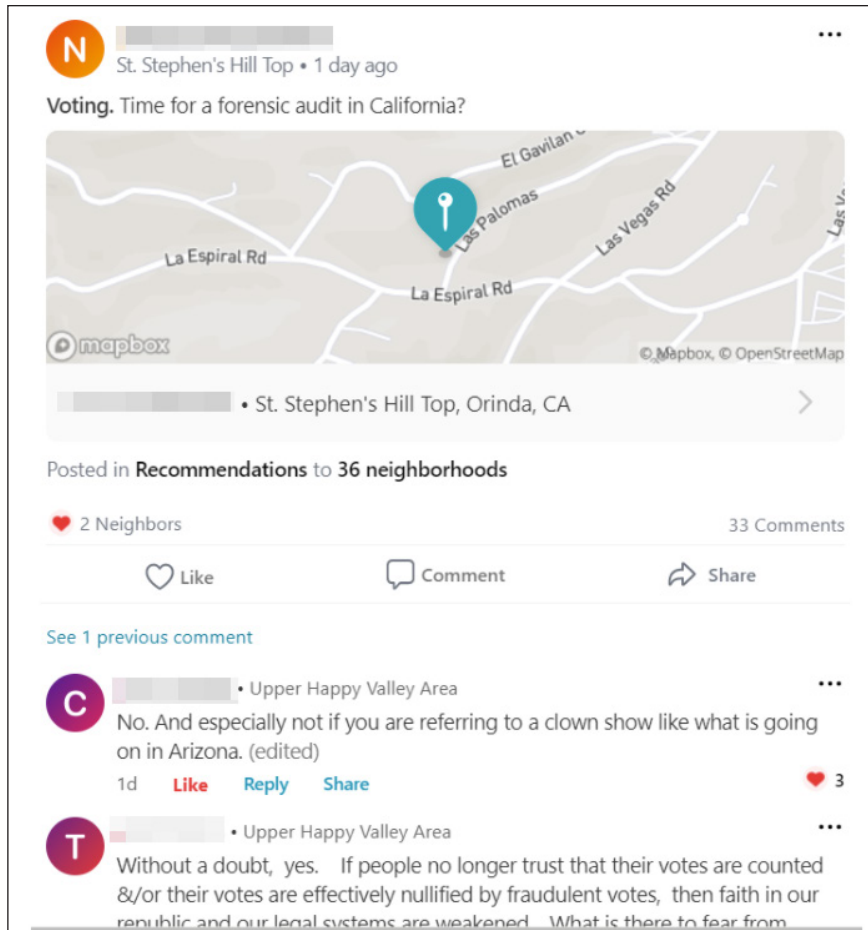 N
St. Stephen's Hill Top • 1 day ago
Voting. Time for a forensic audit in California?
El Gavilan
Las Palomas
Las Vegas Rd
La Espiral Rd
La Espiral Rd
mapbox
© Mapbox, © OpenStreetMap
• St. Stephen's Hill Top, Orinda, CA
Posted in Recommendations to 36 neighborhoods
2 Neighbors
33 Comments
Like
Comment
Share
See 1 previous comment
C
• Upper Happy Valley Area
No. And especially not if you are referring to a clown show like what is going
on in Arizona. (edited)
1d Like Reply Share
3
T
• Upper Happy Valley Area
Without a doubt, yes. If people no longer trust that their votes are counted
&/or their votes are effectively nullified by fraudulent votes, then faith in our
republic and our legal systems are weakened. What is there to fear from